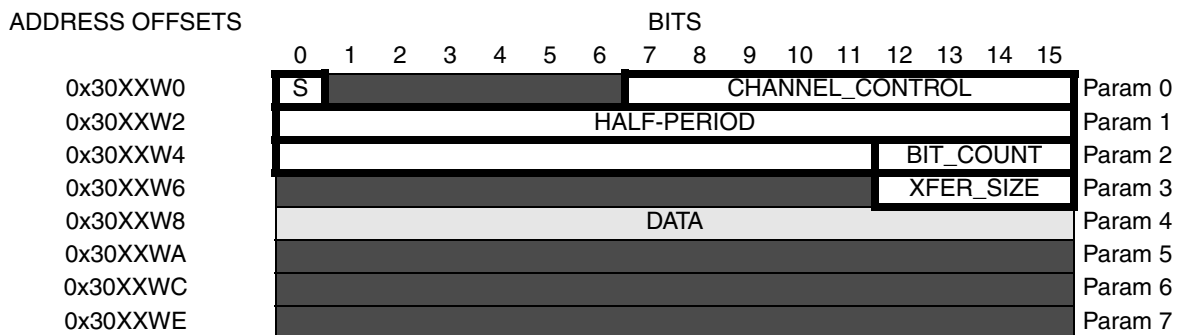 ADDRESS OFFSETS BITS
0 1 2 3 4 5 6 7 8 9 10 11 12 13 14 15
0x30XXW0 S CHANNEL_CONTROL Param 0
0x30XXW2 HALF-PERIOD Param 1
0x30XXW4 BIT_COUNT Param 2
0x30XXW6 XFER_SIZE Param 3
0x30XXW8 DATA Param 4
0x30XXWA Param 5
0x30XXWC Param 6
0x30XXWE Param 7